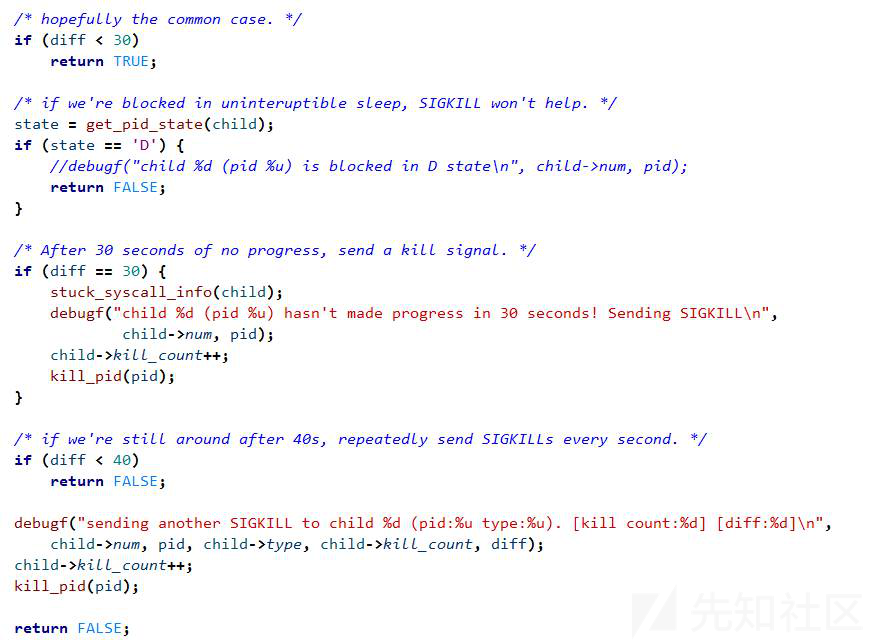 /* hopefully the common case. */
if (diff < 30)
    return TRUE;

/* if we're blocked in uninteruptible sleep, SIGKILL won't help. */
state = get_pid_state(child);
if (state == 'D') {
    //debugf("child %d (pid %u) is blocked in D state\n", child->num, pid);
    return FALSE;
}

/* After 30 seconds of no progress, send a kill signal. */
if (diff == 30) {
    stuck_syscall_info(child);
    debugf("child %d (pid %u) hasn't made progress in 30 seconds! Sending SIGKILL\n",
            child->num, pid);
    child->kill_count++;
    kill_pid(pid);
}

/* if we're still around after 40s, repeatedly send SIGKILLs every second. */
if (diff < 40)
    return FALSE;

debugf("sending another SIGKILL to child %d (pid:%u type:%u). [kill count:%d] [diff:%d]\n",
    child->num, pid, child->type, child->kill_count, diff);
child->kill_count++;
kill_pid(pid);

return FALSE;
先知社区